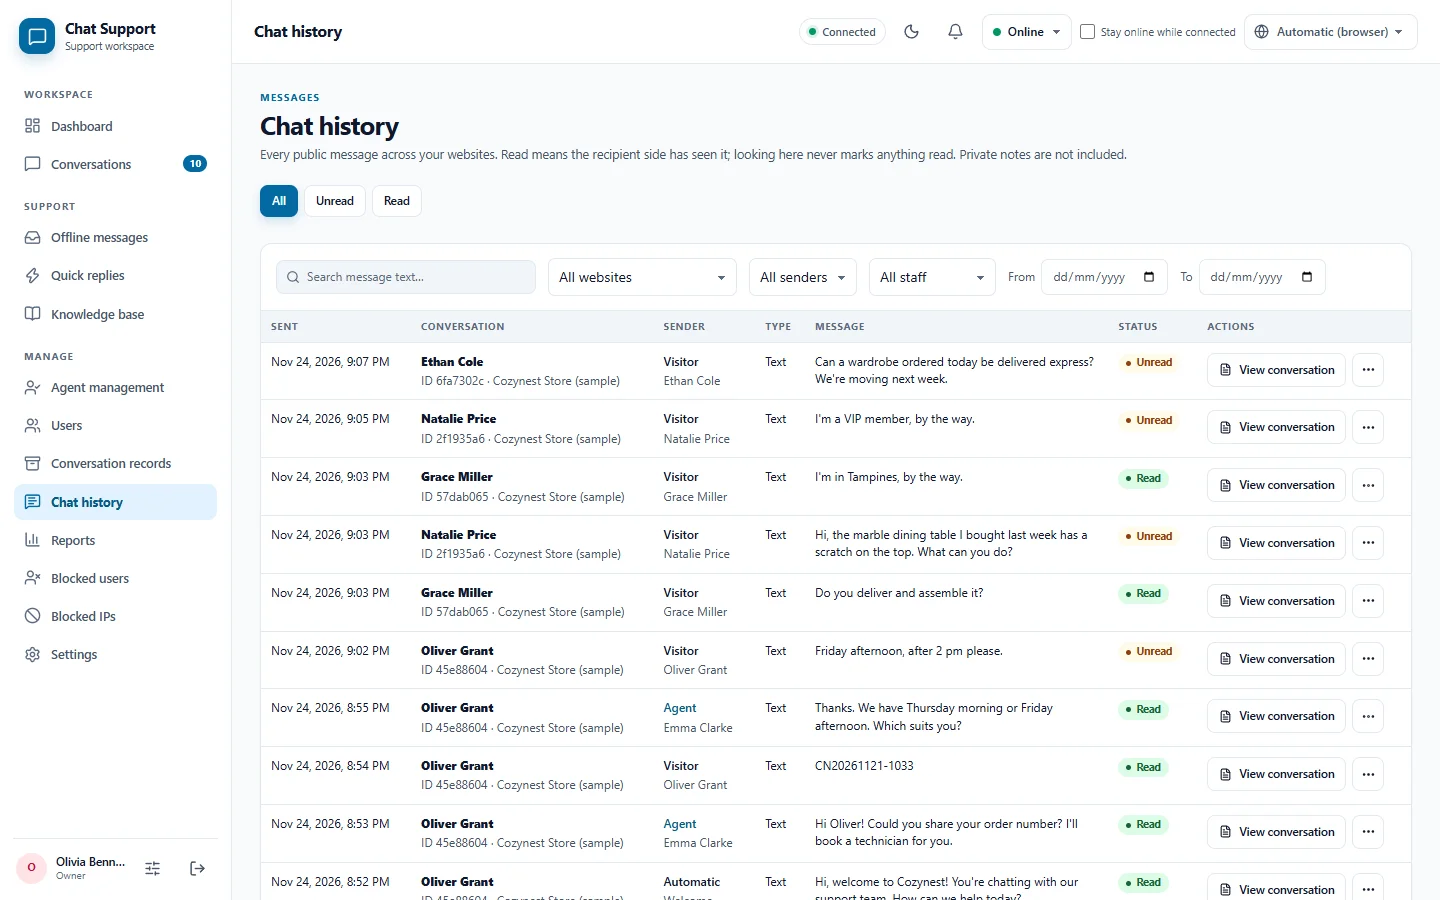 Chat Support
Support workspace
WORKSPACE
Dashboard
Conversations 10
SUPPORT
Offline messages
Quick replies
Knowledge base
MANAGE
Agent management
Users
Conversation records
Chat history
Reports
Blocked users
Blocked IPs
Settings
O
Olivia Benn...
Owner
Chat history
Connected
Online
Stay online while connected
Automatic (browser)
MESSAGES
Chat history
Every public message across your websites. Read means the recipient side has seen it; looking here never marks anything read. Private notes are not included.
All Unread Read
Search message text... All websites All senders All staff From dd/mm/yyyy To dd/mm/yyyy
SENT CONVERSATION SENDER TYPE MESSAGE STATUS ACTIONS
Nov 24, 2026, 9:07 PM Ethan Cole Visitor Text Can a wardrobe ordered today be delivered express? Unread View conversation
ID 6fa7302c · Cozynest Store (sample) Ethan Cole We're moving next week.
Nov 24, 2026, 9:05 PM Natalie Price Visitor Text I'm a VIP member, by the way. Unread View conversation
ID 2f1935a6 · Cozynest Store (sample) Natalie Price
Nov 24, 2026, 9:03 PM Grace Miller Visitor Text I'm in Tampines, by the way. Read View conversation
ID 57dab065 · Cozynest Store (sample) Grace Miller
Nov 24, 2026, 9:03 PM Natalie Price Visitor Text Hi, the marble dining table I bought last week has a Unread View conversation
ID 2f1935a6 · Cozynest Store (sample) Natalie Price scratch on the top. What can you do?
Nov 24, 2026, 9:03 PM Grace Miller Visitor Text Do you deliver and assemble it? Read View conversation
ID 57dab065 · Cozynest Store (sample) Grace Miller
Nov 24, 2026, 9:02 PM Oliver Grant Visitor Text Friday afternoon, after 2 pm please. Unread View conversation
ID 45e88604 · Cozynest Store (sample) Oliver Grant
Nov 24, 2026, 8:55 PM Oliver Grant Agent Text Thanks. We have Thursday morning or Friday Read View conversation
ID 45e88604 · Cozynest Store (sample) Emma Clarke afternoon. Which suits you?
Nov 24, 2026, 8:54 PM Oliver Grant Visitor Text CN20261121-1033 Read View conversation
ID 45e88604 · Cozynest Store (sample) Oliver Grant
Nov 24, 2026, 8:53 PM Oliver Grant Agent Text Hi Oliver! Could you share your order number? I'll Read View conversation
ID 45e88604 · Cozynest Store (sample) Emma Clarke book a technician for you.
Nov 24, 2026, 8:52 PM Oliver Grant Automatic Text Hi, welcome to Cozynest! You're chatting with our Read View conversation
ID 45e88604 · Cozynest Store (sample) Welcome support team. How can we help today?